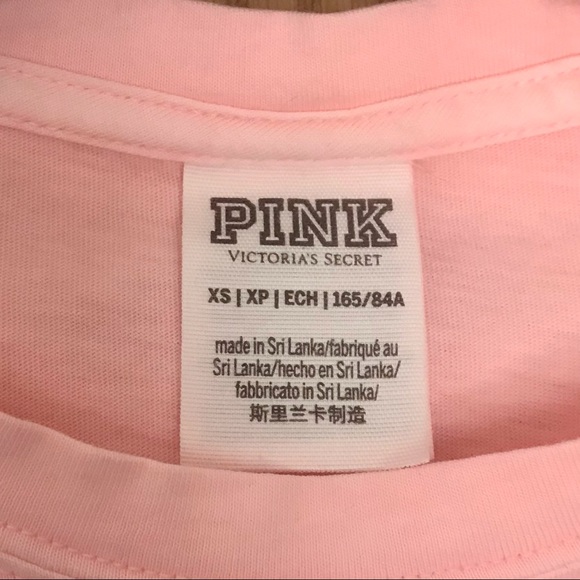 PINK
VICTORIA'S SECRET
XS | XP | ECH | 165/84A
made in Sri Lanka/fabriqué au
Sri Lanka/hecho en Sri Lanka/
fabbricato in Sri Lanka/
斯里兰卡制造